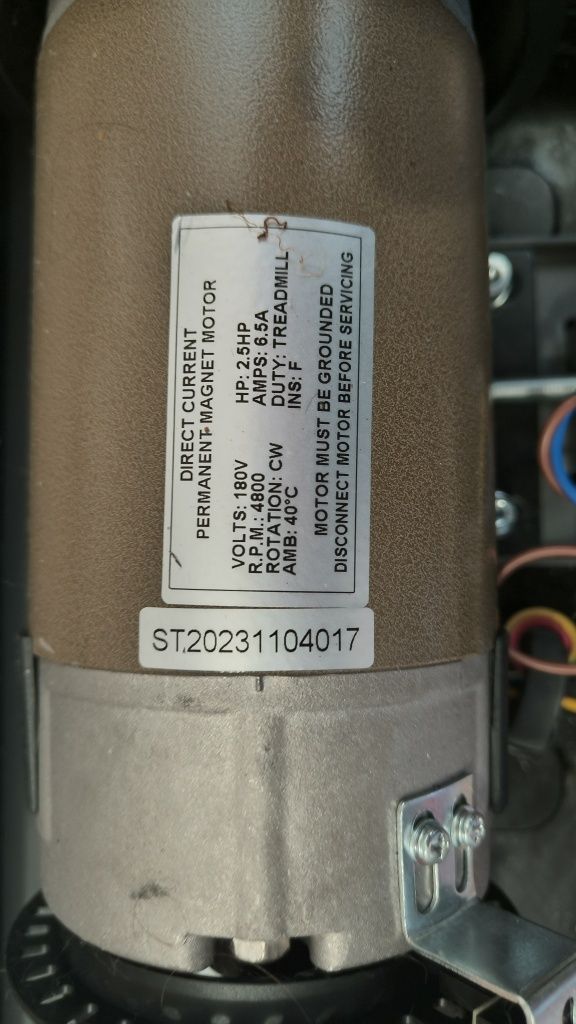 DIRECT CURRENT
PERMANENT MAGNET MOTOR
VOLTS: 180V HP: 2.5HP
R.P.M.: 4800 AMPS: 6.5A
ROTATION: CW DUTY: TREADMILL
AMB: 40°C INS: F
MOTOR MUST BE GROUNDED
DISCONNECT MOTOR BEFORE SERVICING
ST.20231104017